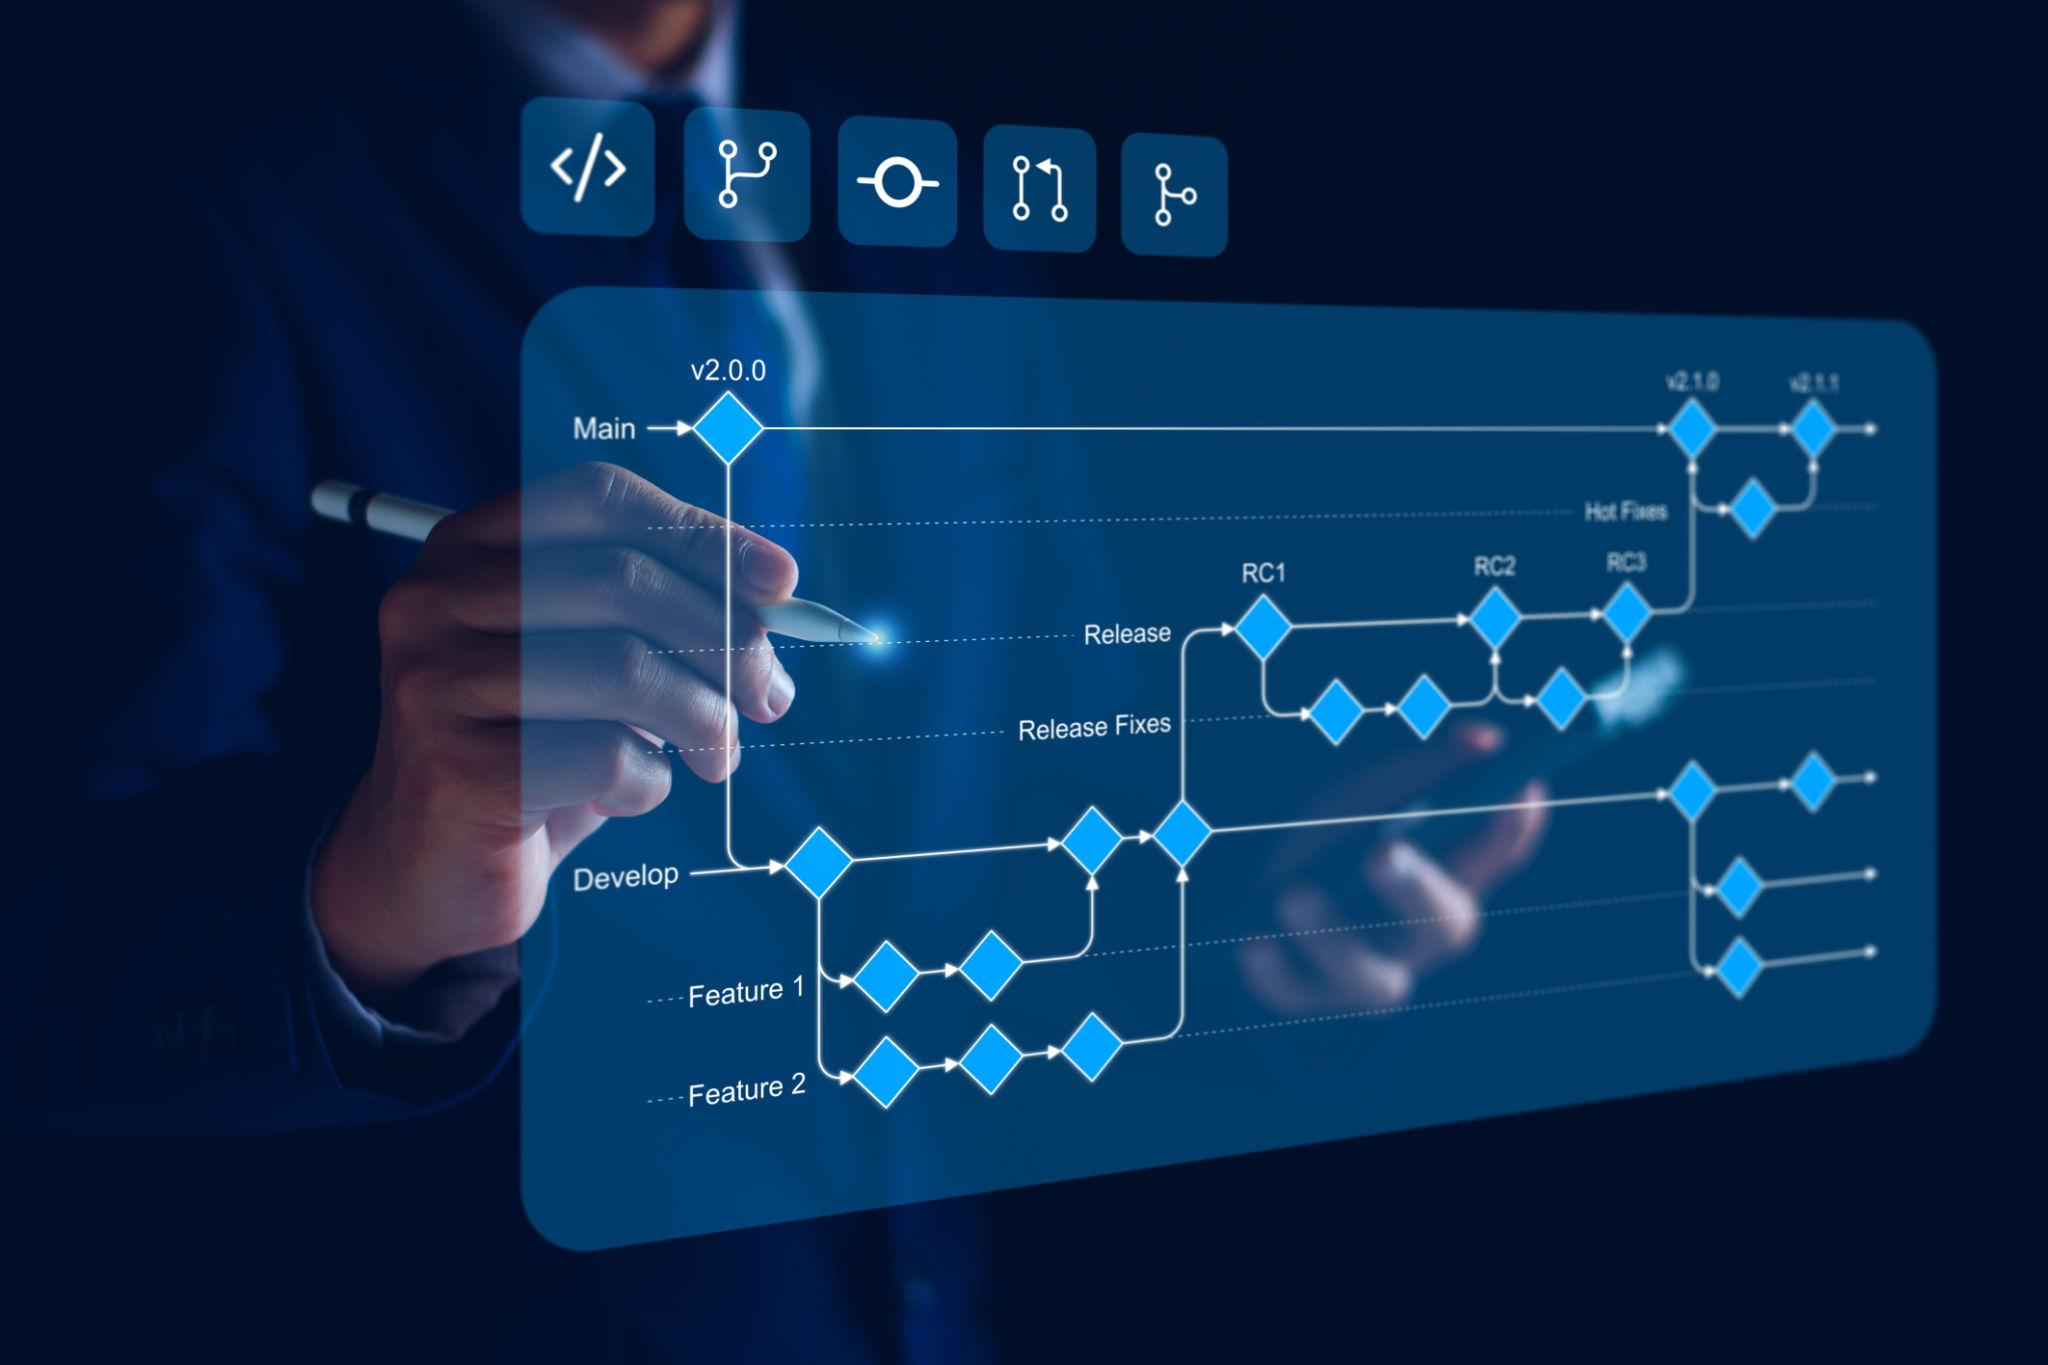 v2.0.0
v2.1.0
v2.1.1
Main
Hot Fixes
RC1
RC2
RC3
Release
Release Fixes
Develop
Feature 1
Feature 2